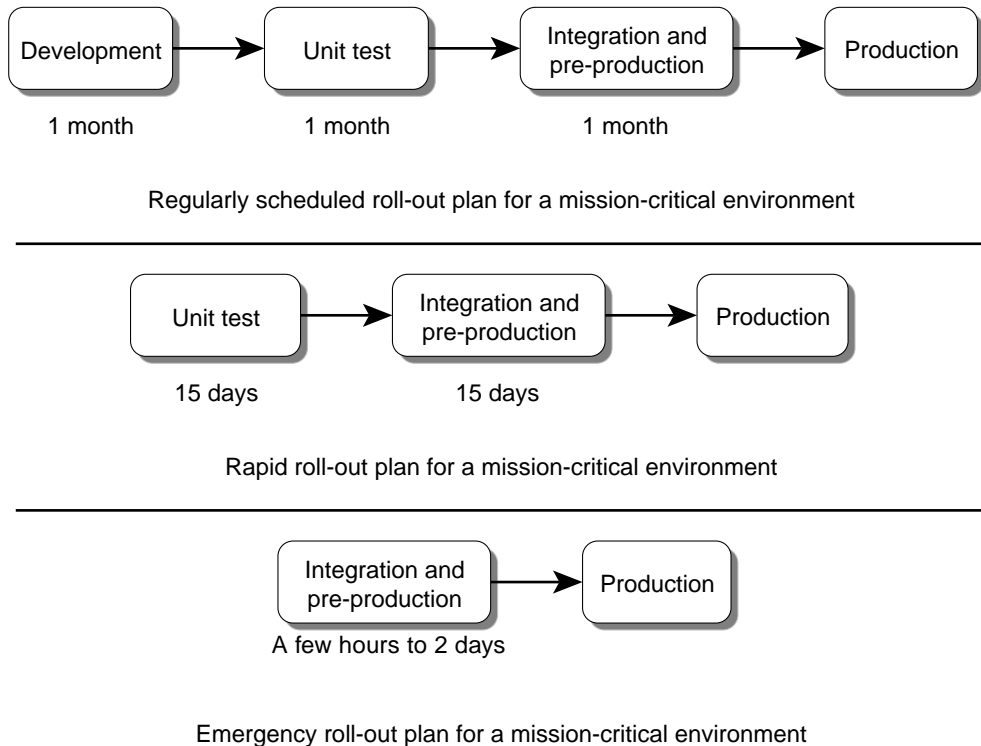 Development
Unit test
Integration and
pre-production
Production
1 month
1 month
1 month
Regularly scheduled roll-out plan for a mission-critical environment
Unit test
Integration and
pre-production
Production
15 days
15 days
Rapid roll-out plan for a mission-critical environment
Integration and
pre-production
Production
A few hours to 2 days
Emergency roll-out plan for a mission-critical environment